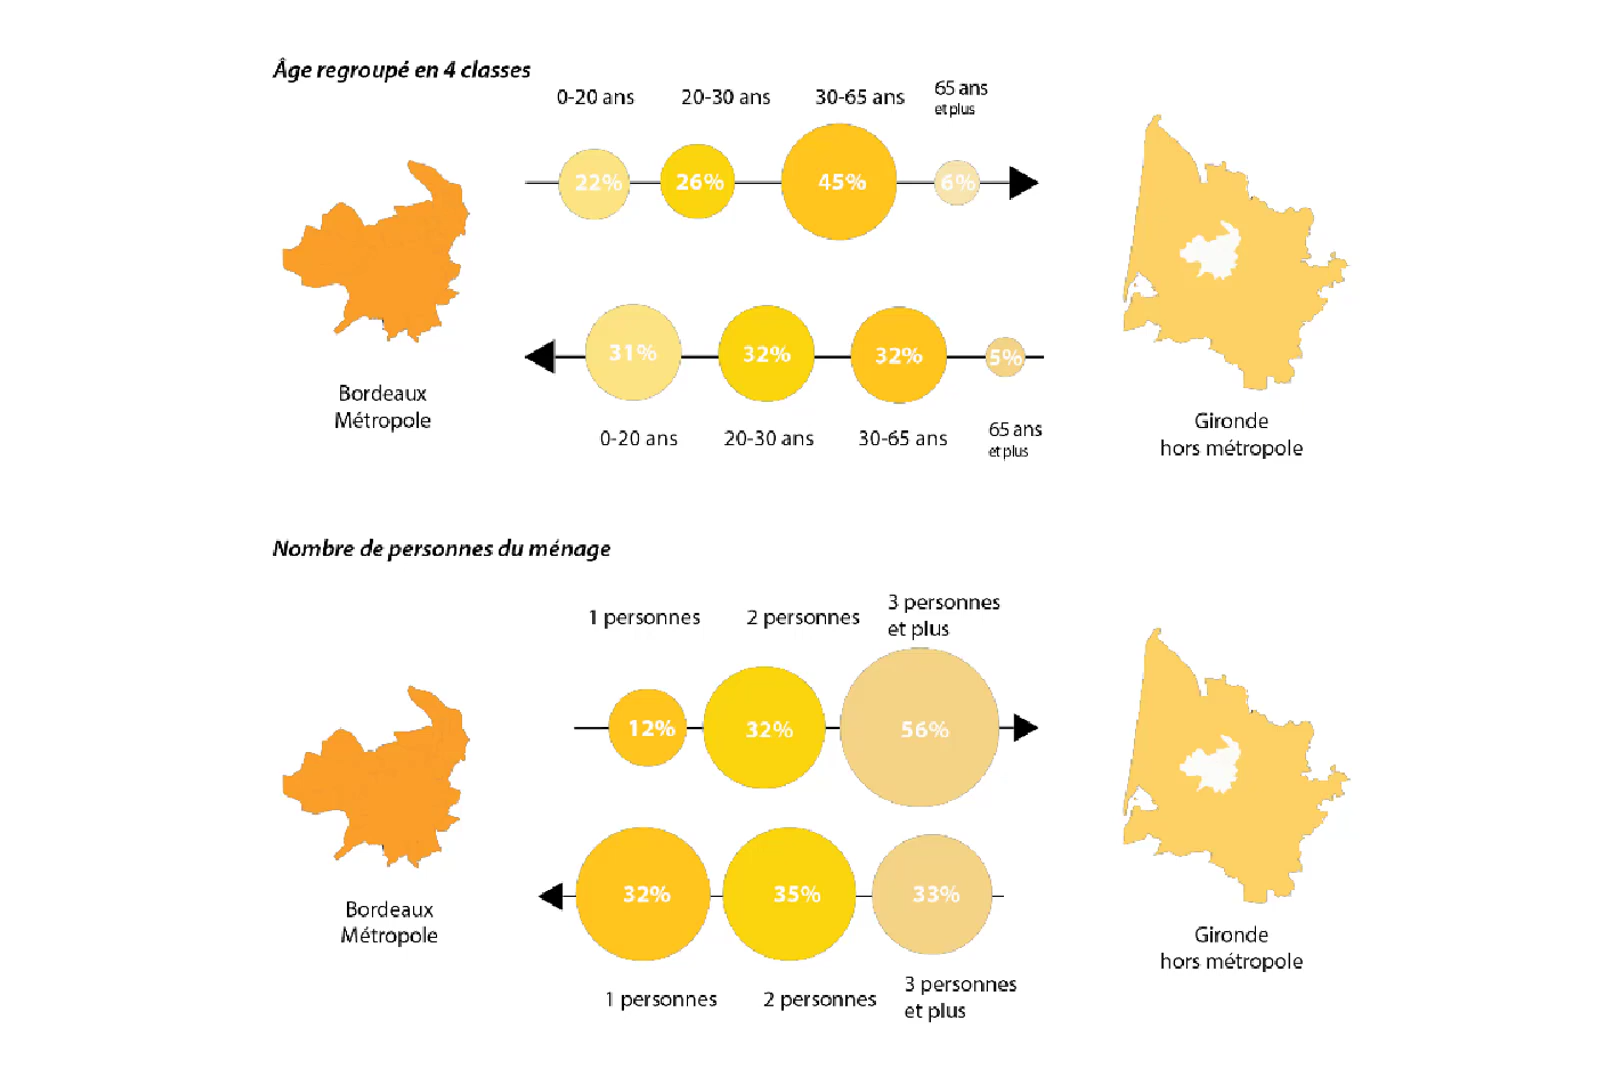 Âge regroupé en 4 classes
0-20 ans
20-30 ans
30-65 ans
65 ans
et plus
22%
26%
45%
6%
31%
32%
32%
5%
Bordeaux
Métropole
0-20 ans
20-30 ans
30-65 ans
65 ans
et plus
Gironde
hors métropole
Nombre de personnes du ménage
1 personnes
2 personnes
3 personnes
et plus
12%
32%
56%
32%
35%
33%
Bordeaux
Métropole
1 personnes
2 personnes
3 personnes
et plus
Gironde
hors métropole